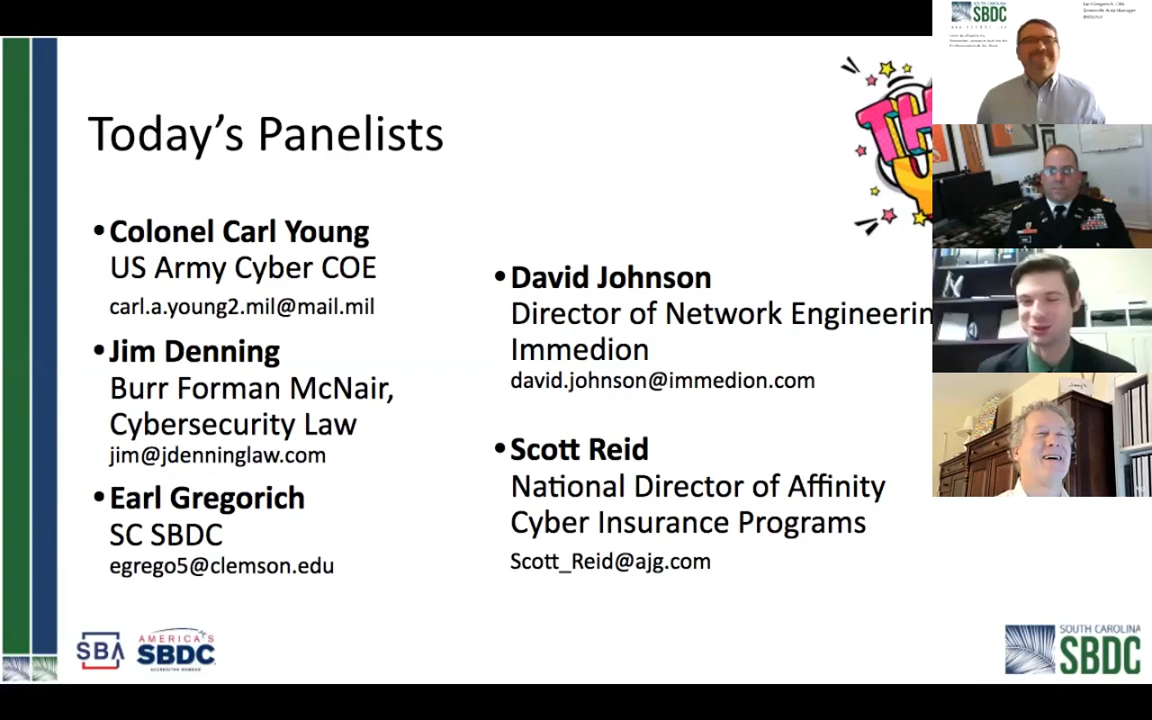 Today's Panelists
• Colonel Carl Young
US Army Cyber COE
carl.a.young2.mil@mail.mil
• Jim Denning
Burr Forman McNair,
Cybersecurity Law
jim@jdenninglaw.com
• Earl Gregorich
SC SBDC
egrego5@clemson.edu
• David Johnson
Director of Network Engineerin
Immedion
david.johnson@immedion.com
• Scott Reid
National Director of Affinity
Cyber Insurance Programs
Scott_Reid@ajg.com
TH
SBA
AMERICA'S
SBDC
SOUTH CAROLINA
SBDC
SOUTH CAROLINA
SBDC